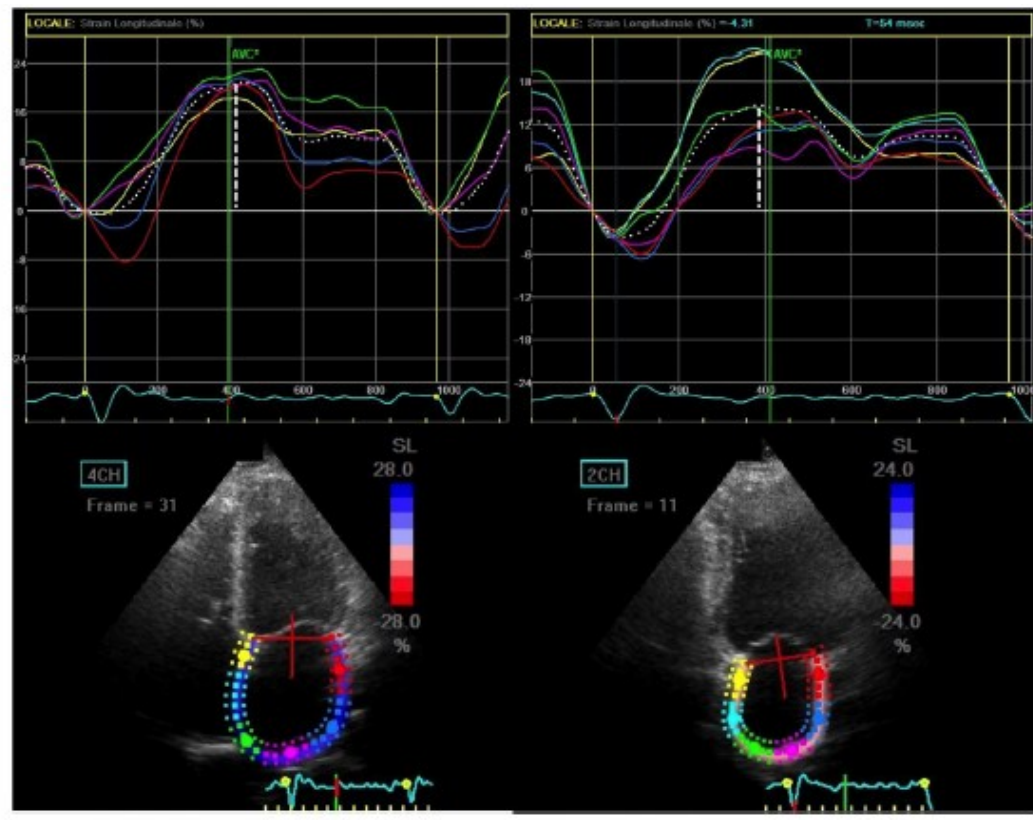 LOCALE: Strain Longitudinale (%)
AVC*
24
16
8
0
-8
-16
-24
0 200 400 600 800 1000
LOCALE: Strain Longitudinale (%) =-4.31 T=54 msec
AVC*
18
12
6
0
-6
-12
-18
-24
0 200 400 600 800 1000
4CH
Frame = 31
SL
28.0
-28.0
%
2CH
Frame = 11
SL
24.0
-24.0
%